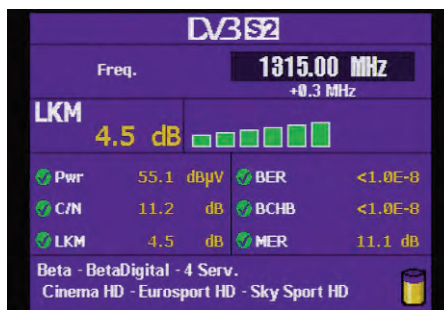 DVB S2
Freq.
1315.00 MHz
+0.3 MHz
LKM
4.5 dB
Pwr 55.1 dBµV
BER <1.0E-8
C/N 11.2 dB
BCHB <1.0E-8
LKM 4.5 dB
MER 11.1 dB
Beta - BetaDigital - 4 Serv.
Cinema HD - Eurosport HD - Sky Sport HD